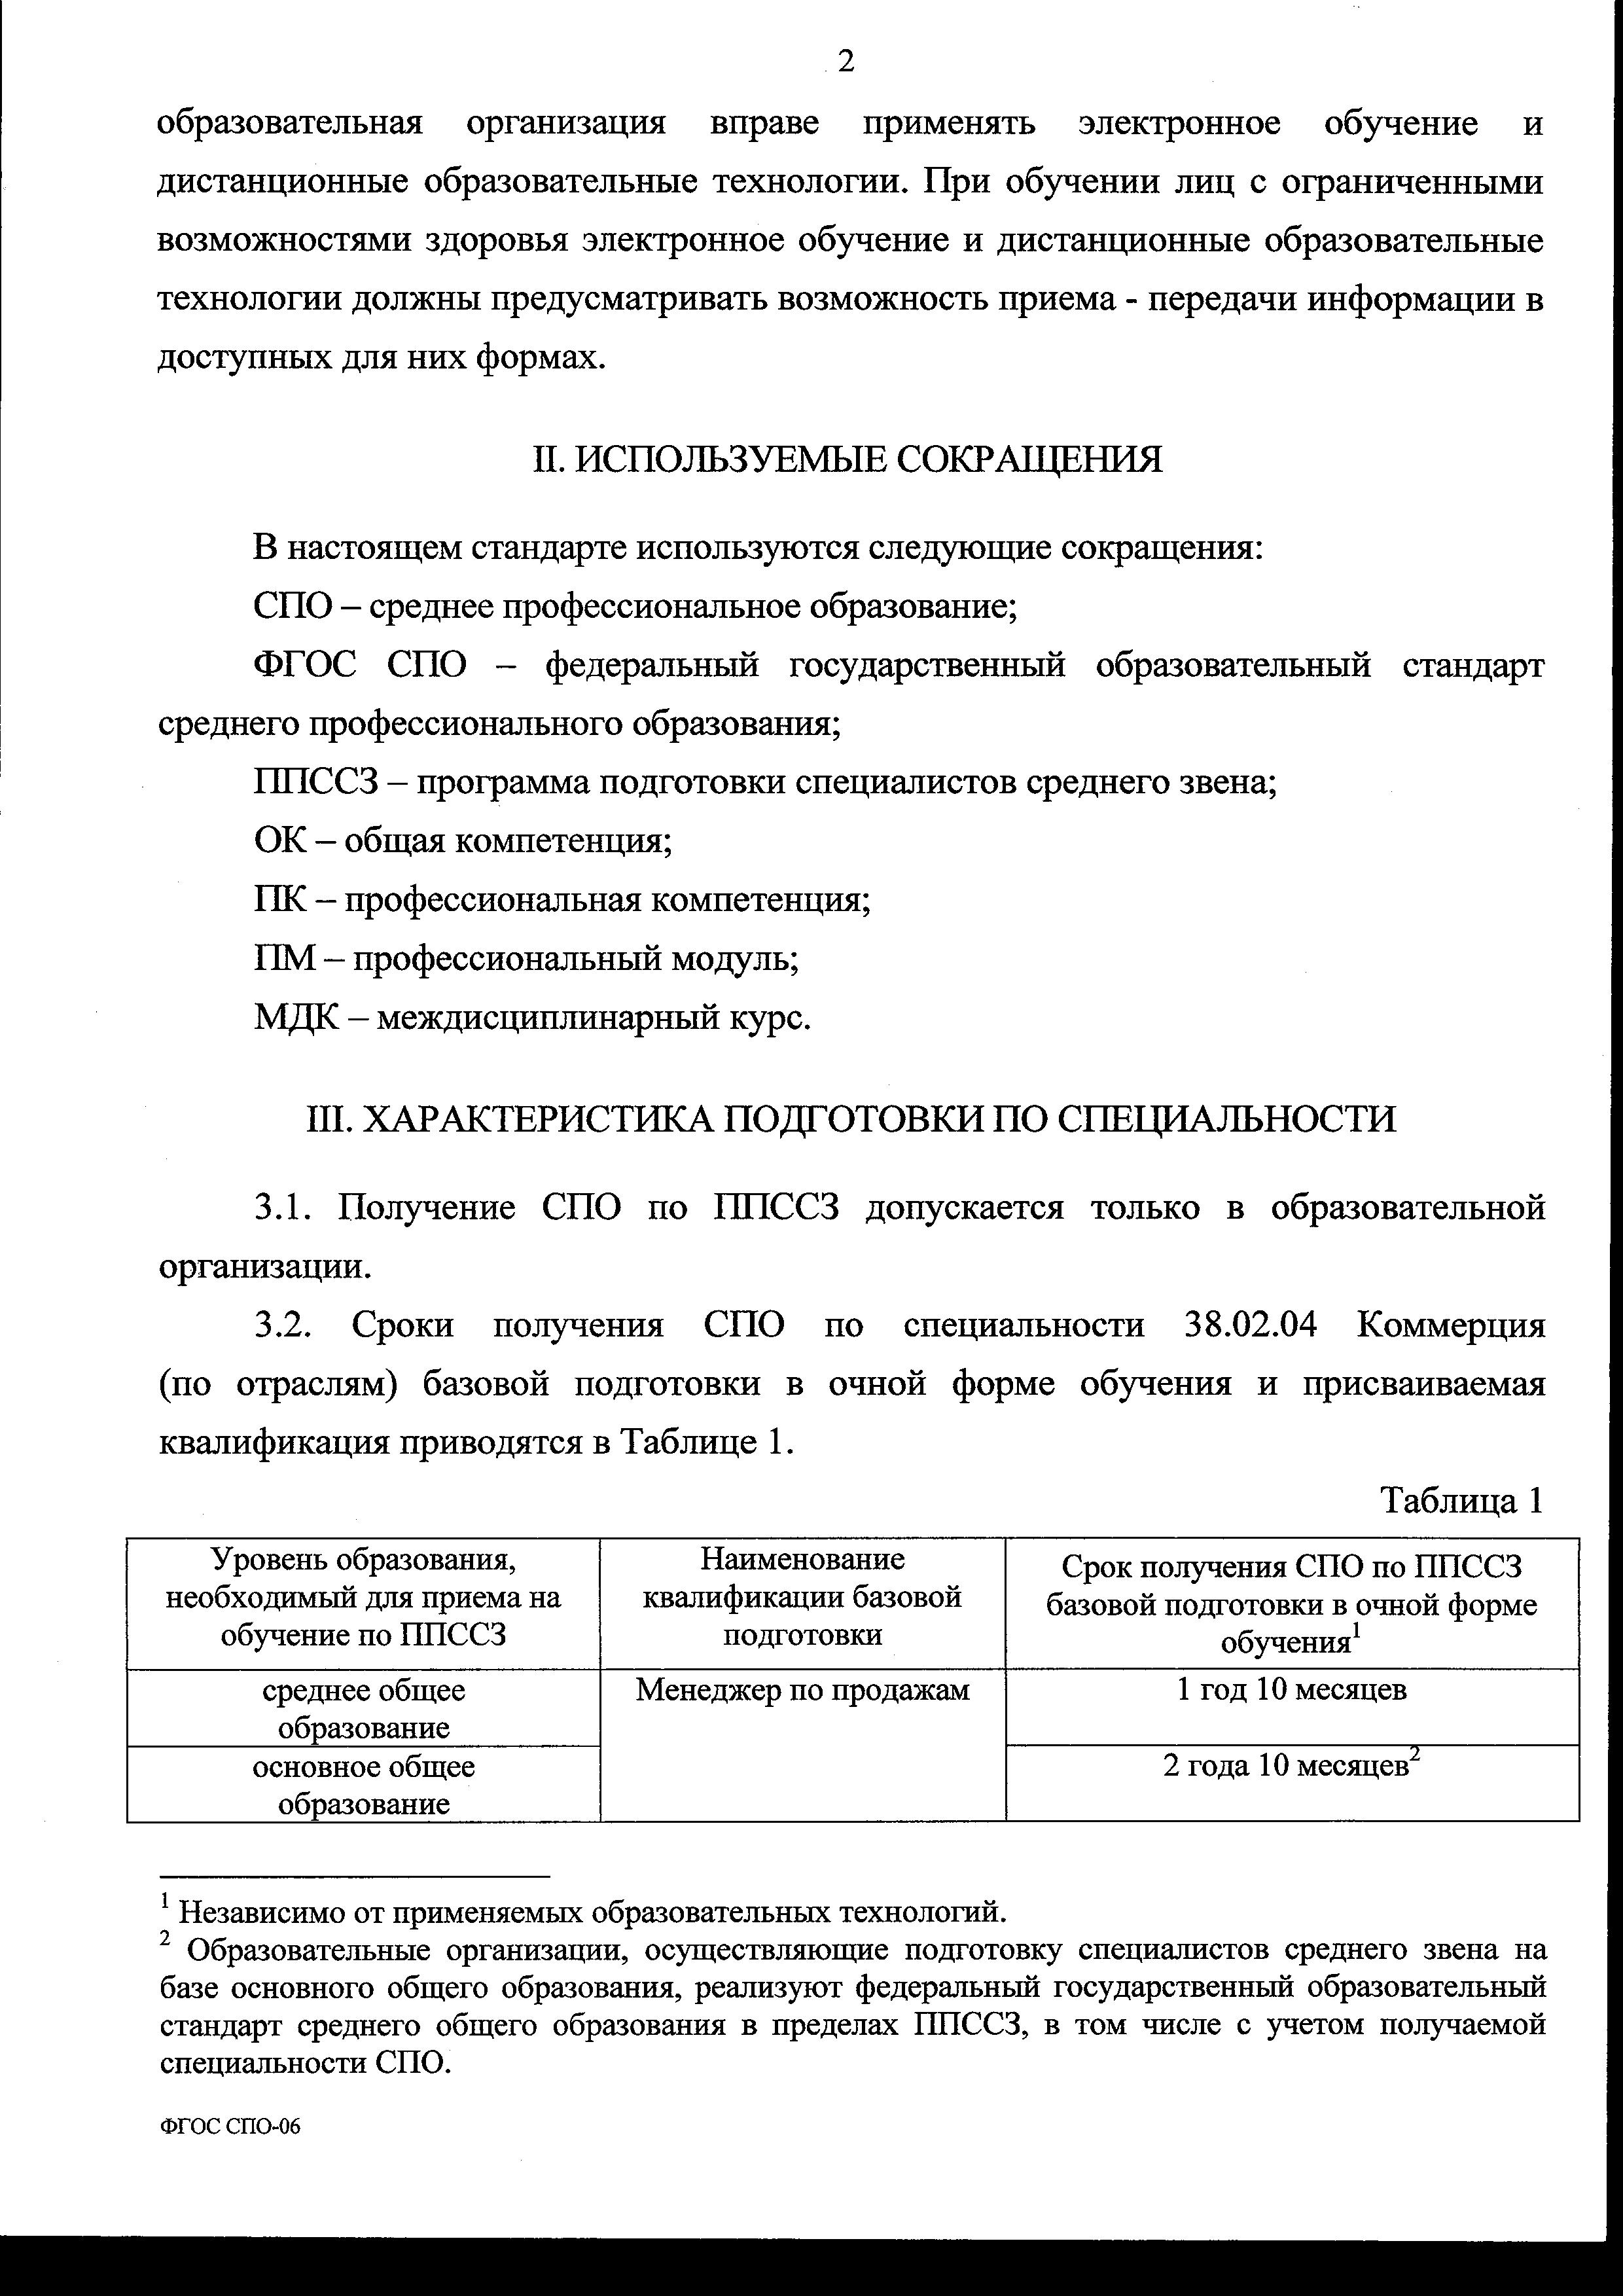 2
образовательная организация вправе применять электронное обучение и
дистанционные образовательные технологии. При обучении лиц с ограниченными
возможностями здоровья электронное обучение и дистанционные образовательные
технологии должны предусматривать возможность приема - передачи информации в
доступных для них формах.
II. ИСПОЛЬЗУЕМЫЕ СОКРАЩЕНИЯ
В настоящем стандарте используются следующие сокращения:
СПО – среднее профессиональное образование;
ФГОС СПО – федеральный государственный образовательный стандарт
среднего профессионального образования;
ППССЗ – программа подготовки специалистов среднего звена;
ОК – общая компетенция;
ПК – профессиональная компетенция;
ПМ – профессиональный модуль;
МДК – междисциплинарный курс.
III. ХАРАКТЕРИСТИКА ПОДГОТОВКИ ПО СПЕЦИАЛЬНОСТИ
3.1. Получение СПО по ППССЗ допускается только в образовательной
организации.
3.2. Сроки получения СПО по специальности 38.02.04 Коммерция
(по отраслям) базовой подготовки в очной форме обучения и присваиваемая
квалификация приводятся в Таблице 1.
Таблица 1
Уровень образования,
необходимый для приема на
обучение по ППССЗ
Наименование
квалификации базовой
подготовки
Срок получения СПО по ППССЗ
базовой подготовки в очной форме
обучения¹
среднее общее
образование
Менеджер по продажам
1 год 10 месяцев
основное общее
образование
2 года 10 месяцев²
¹ Независимо от применяемых образовательных технологий.
² Образовательные организации, осуществляющие подготовку специалистов среднего звена на
базе основного общего образования, реализуют федеральный государственный образовательный
стандарт среднего общего образования в пределах ППССЗ, в том числе с учетом получаемой
специальности СПО.
ФГОС СПО-06